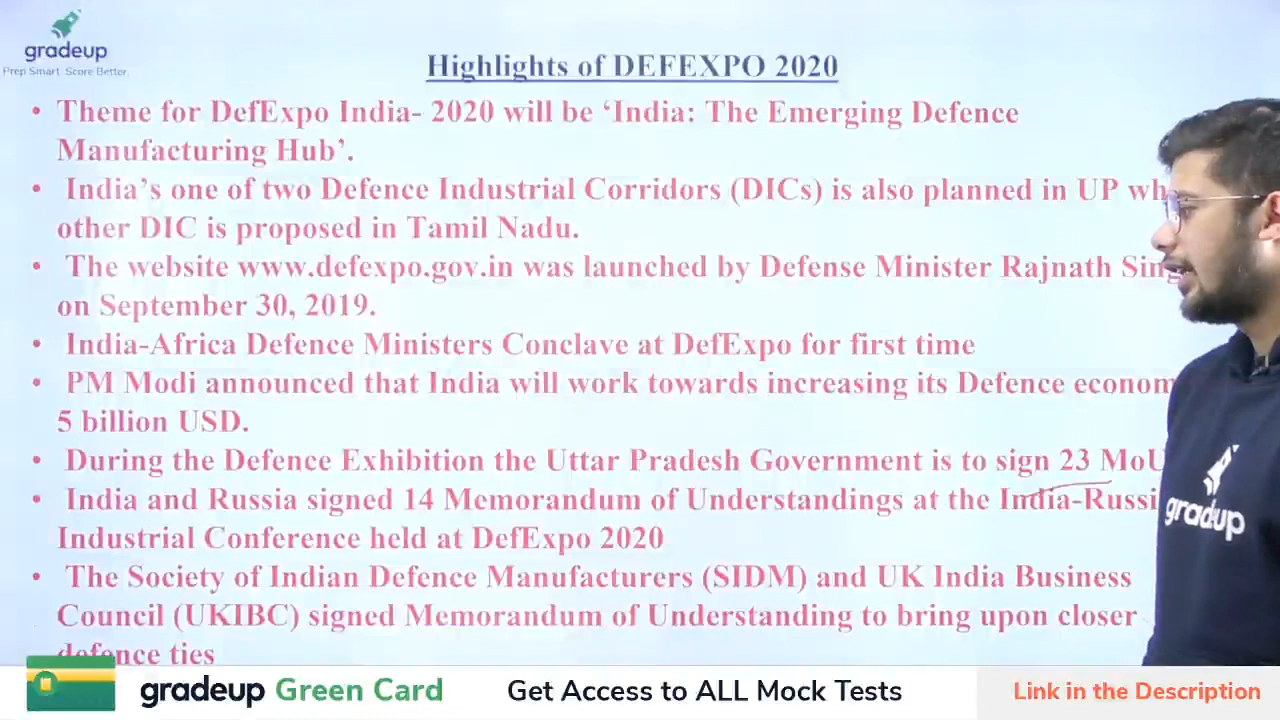 gradeup
Prep Smart. Score Better.
Highlights of DEFEXPO 2020
• Theme for DefExpo India- 2020 will be ‘India: The Emerging Defence
Manufacturing Hub’.
• India’s one of two Defence Industrial Corridors (DICs) is also planned in UP
other DIC is proposed in Tamil Nadu.
• The website www.defexpo.gov.in was launched by Defense Minister Rajnath
on September 30, 2019.
• India-Africa Defence Ministers Conclave at DefExpo for first time
• PM Modi announced that India will work towards increasing its Defence
5 billion USD.
• During the Defence Exhibition the Uttar Pradesh Government is to sign 23
• India and Russia signed 14 Memorandum of Understandings at the
Industrial Conference held at DefExpo 2020
• The Society of Indian Defence Manufacturers (SIDM) and UK India Business
Council (UKIBC) signed Memorandum of Understanding to bring upon closer
defence ties
gradeup
gradeup Green Card Get Access to ALL Mock Tests Link in the Description